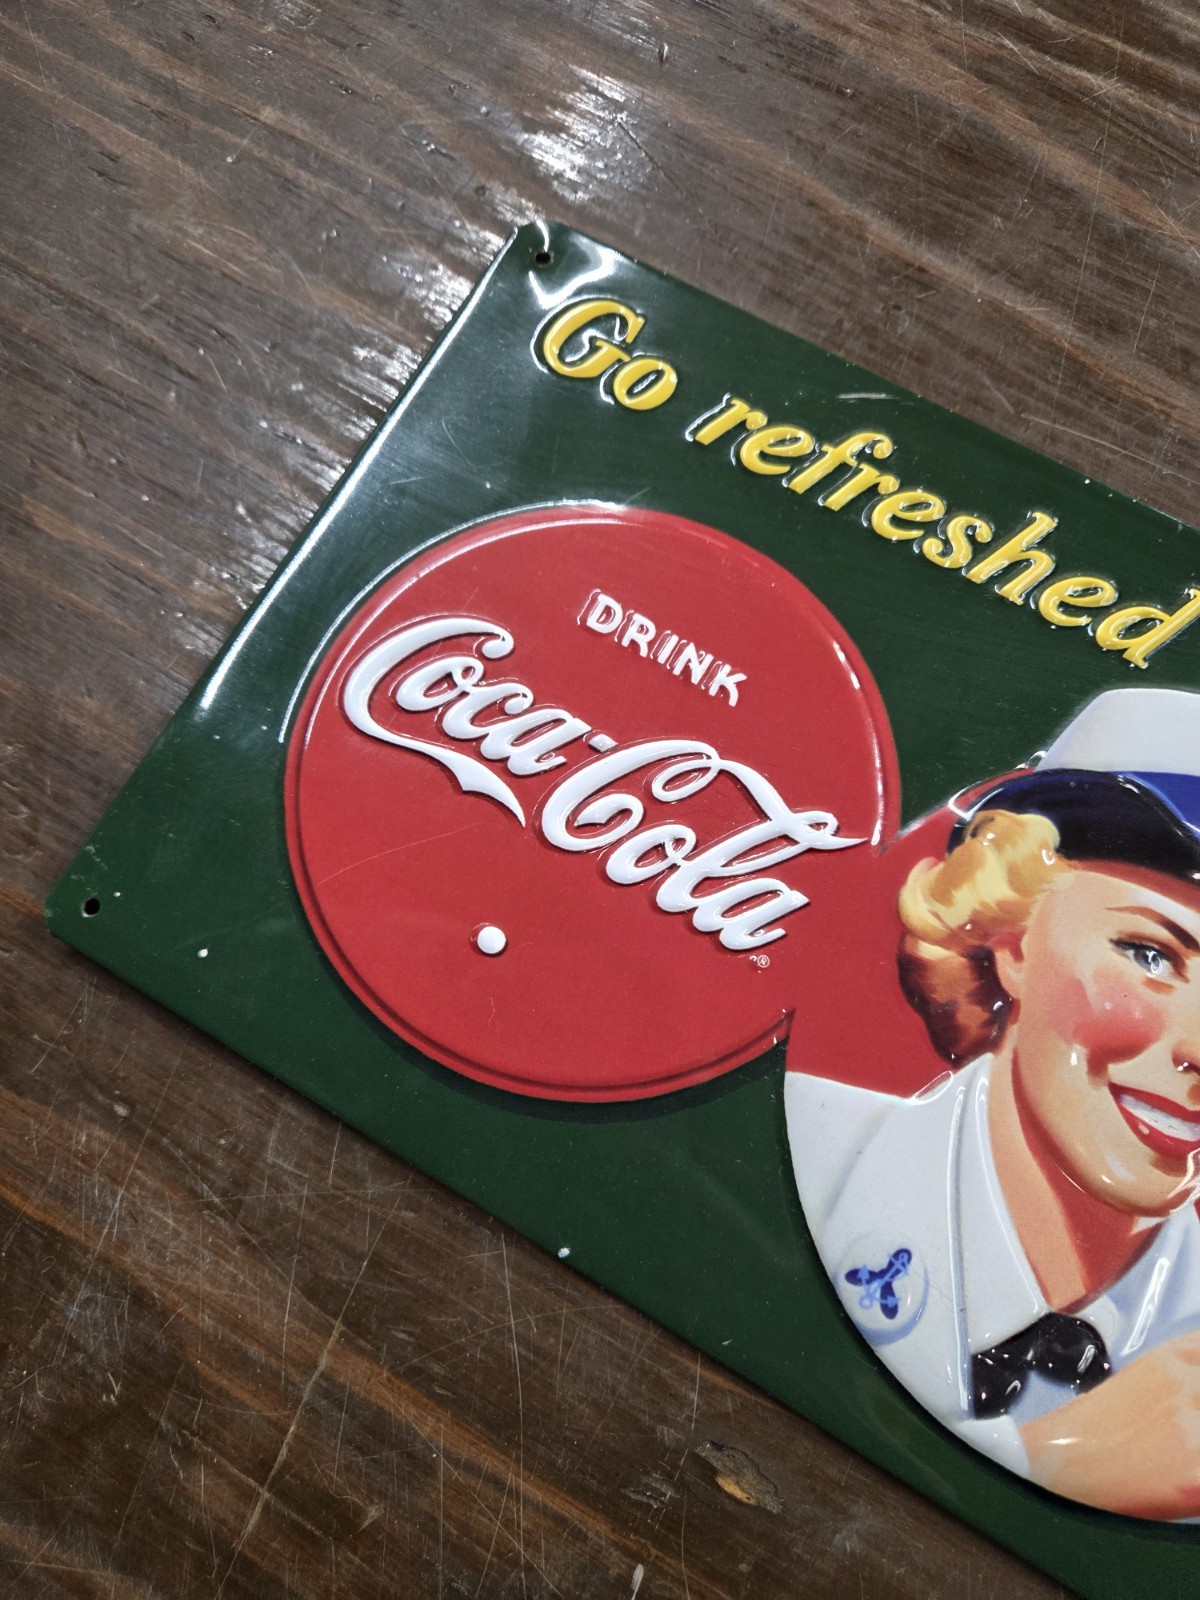 Go refreshed
DRINK
Coca-Cola
®